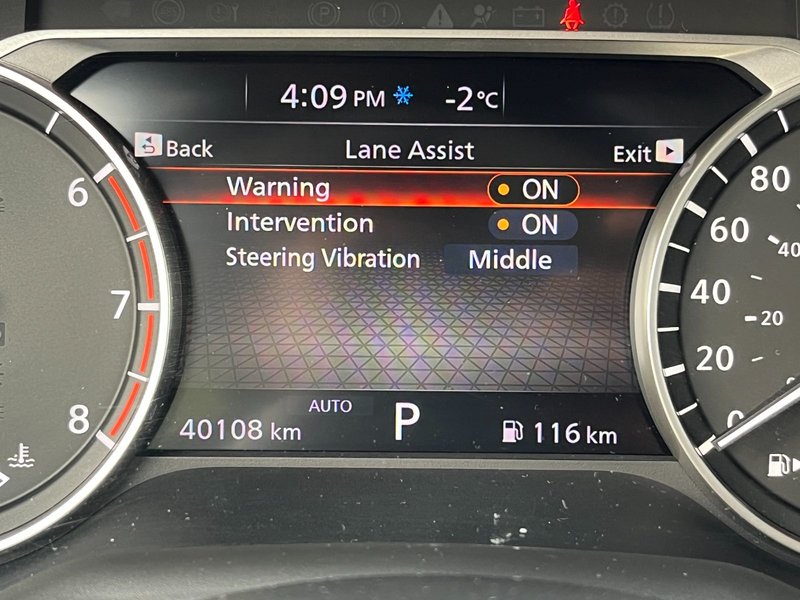 4:09 PM -2°C
Back Lane Assist Exit
Warning ON
Intervention ON
Steering Vibration Middle
AUTO
40108 km P 116 km
6
7
8
80
60
40
40
20
20
0